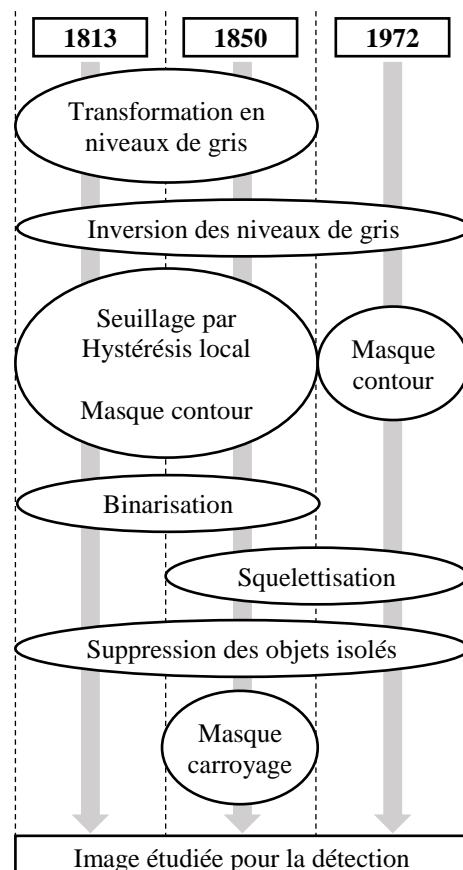 1813 1850 1972
Transformation en
niveaux de gris
Inversion des niveaux de gris
Seuillage par
Hystérésis local
Masque contour
Masque
contour
Binarisation
Squelettisation
Suppression des objets isolés
Masque
carroyage
Image étudiée pour la détection